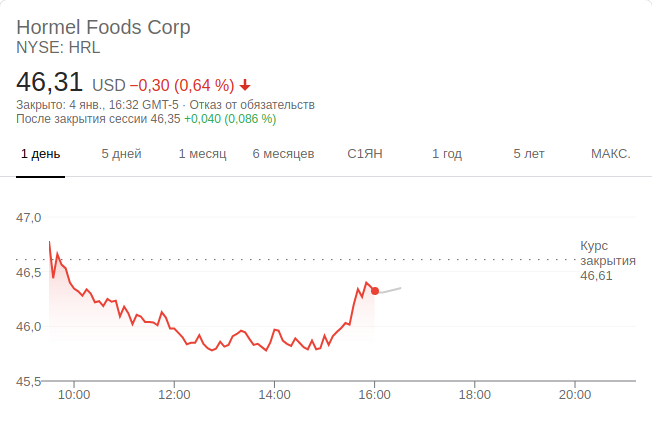 Hormel Foods Corp
NYSE: HRL
46,31 USD −0,30 (0,64 %)
Закрыто: 4 янв., 16:32 GMT-5 · Отказ от обязательств
После закрытия сессии 46,35 +0,040 (0,086 %)
1 день 5 дней 1 месяц 6 месяцев С1ЯН 1 год 5 лет МАКС.
47,0
46,5
46,0
45,5
Курс
закрытия
46,61
10:00 12:00 14:00 16:00 18:00 20:00